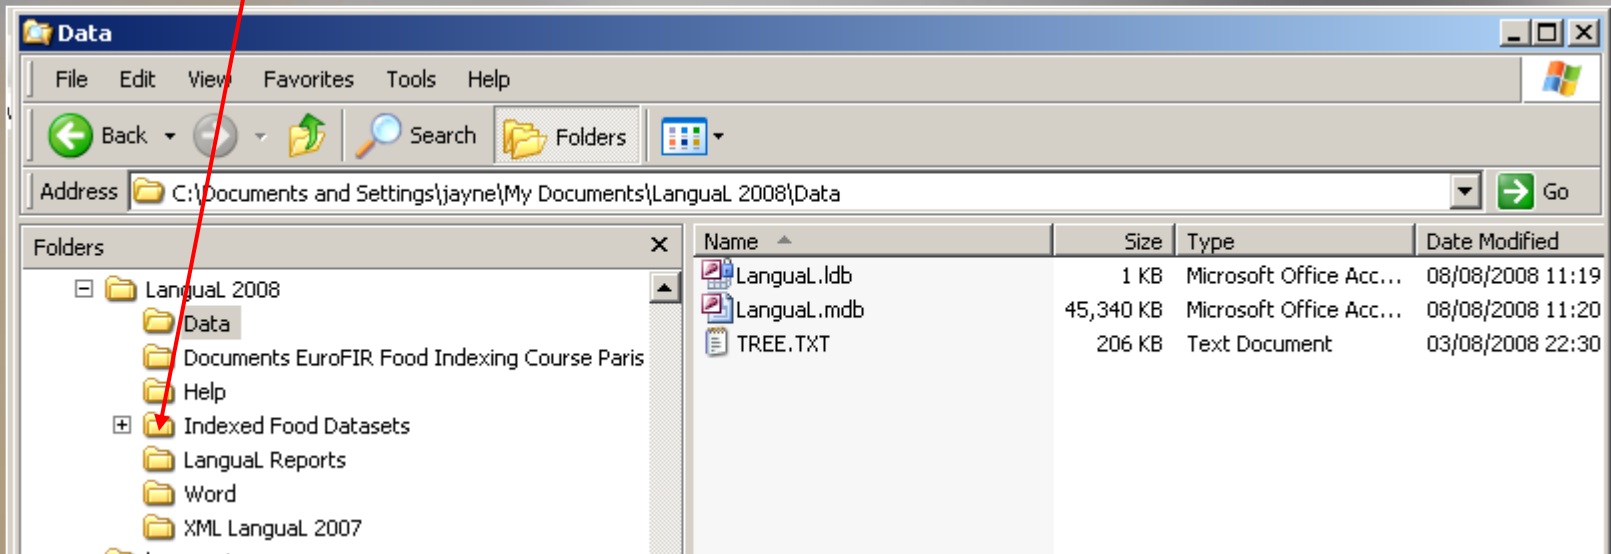 Data
File Edit View Favorites Tools Help
Back Search Folders
Address C:\Documents and Settings\jayne\My Documents\LanguaL 2008\Data Go
Folders
LanguaL 2008
Data
Documents EuroFIR Food Indexing Course Paris
Help
Indexed Food Datasets
LanguaL Reports
Word
XML LanguaL 2007
Name Size Type Date Modified
LanguaL.ldb 1 KB Microsoft Office Acc... 08/08/2008 11:19
LanguaL.mdb 45,340 KB Microsoft Office Acc... 08/08/2008 11:20
TREE.TXT 206 KB Text Document 03/08/2008 22:30